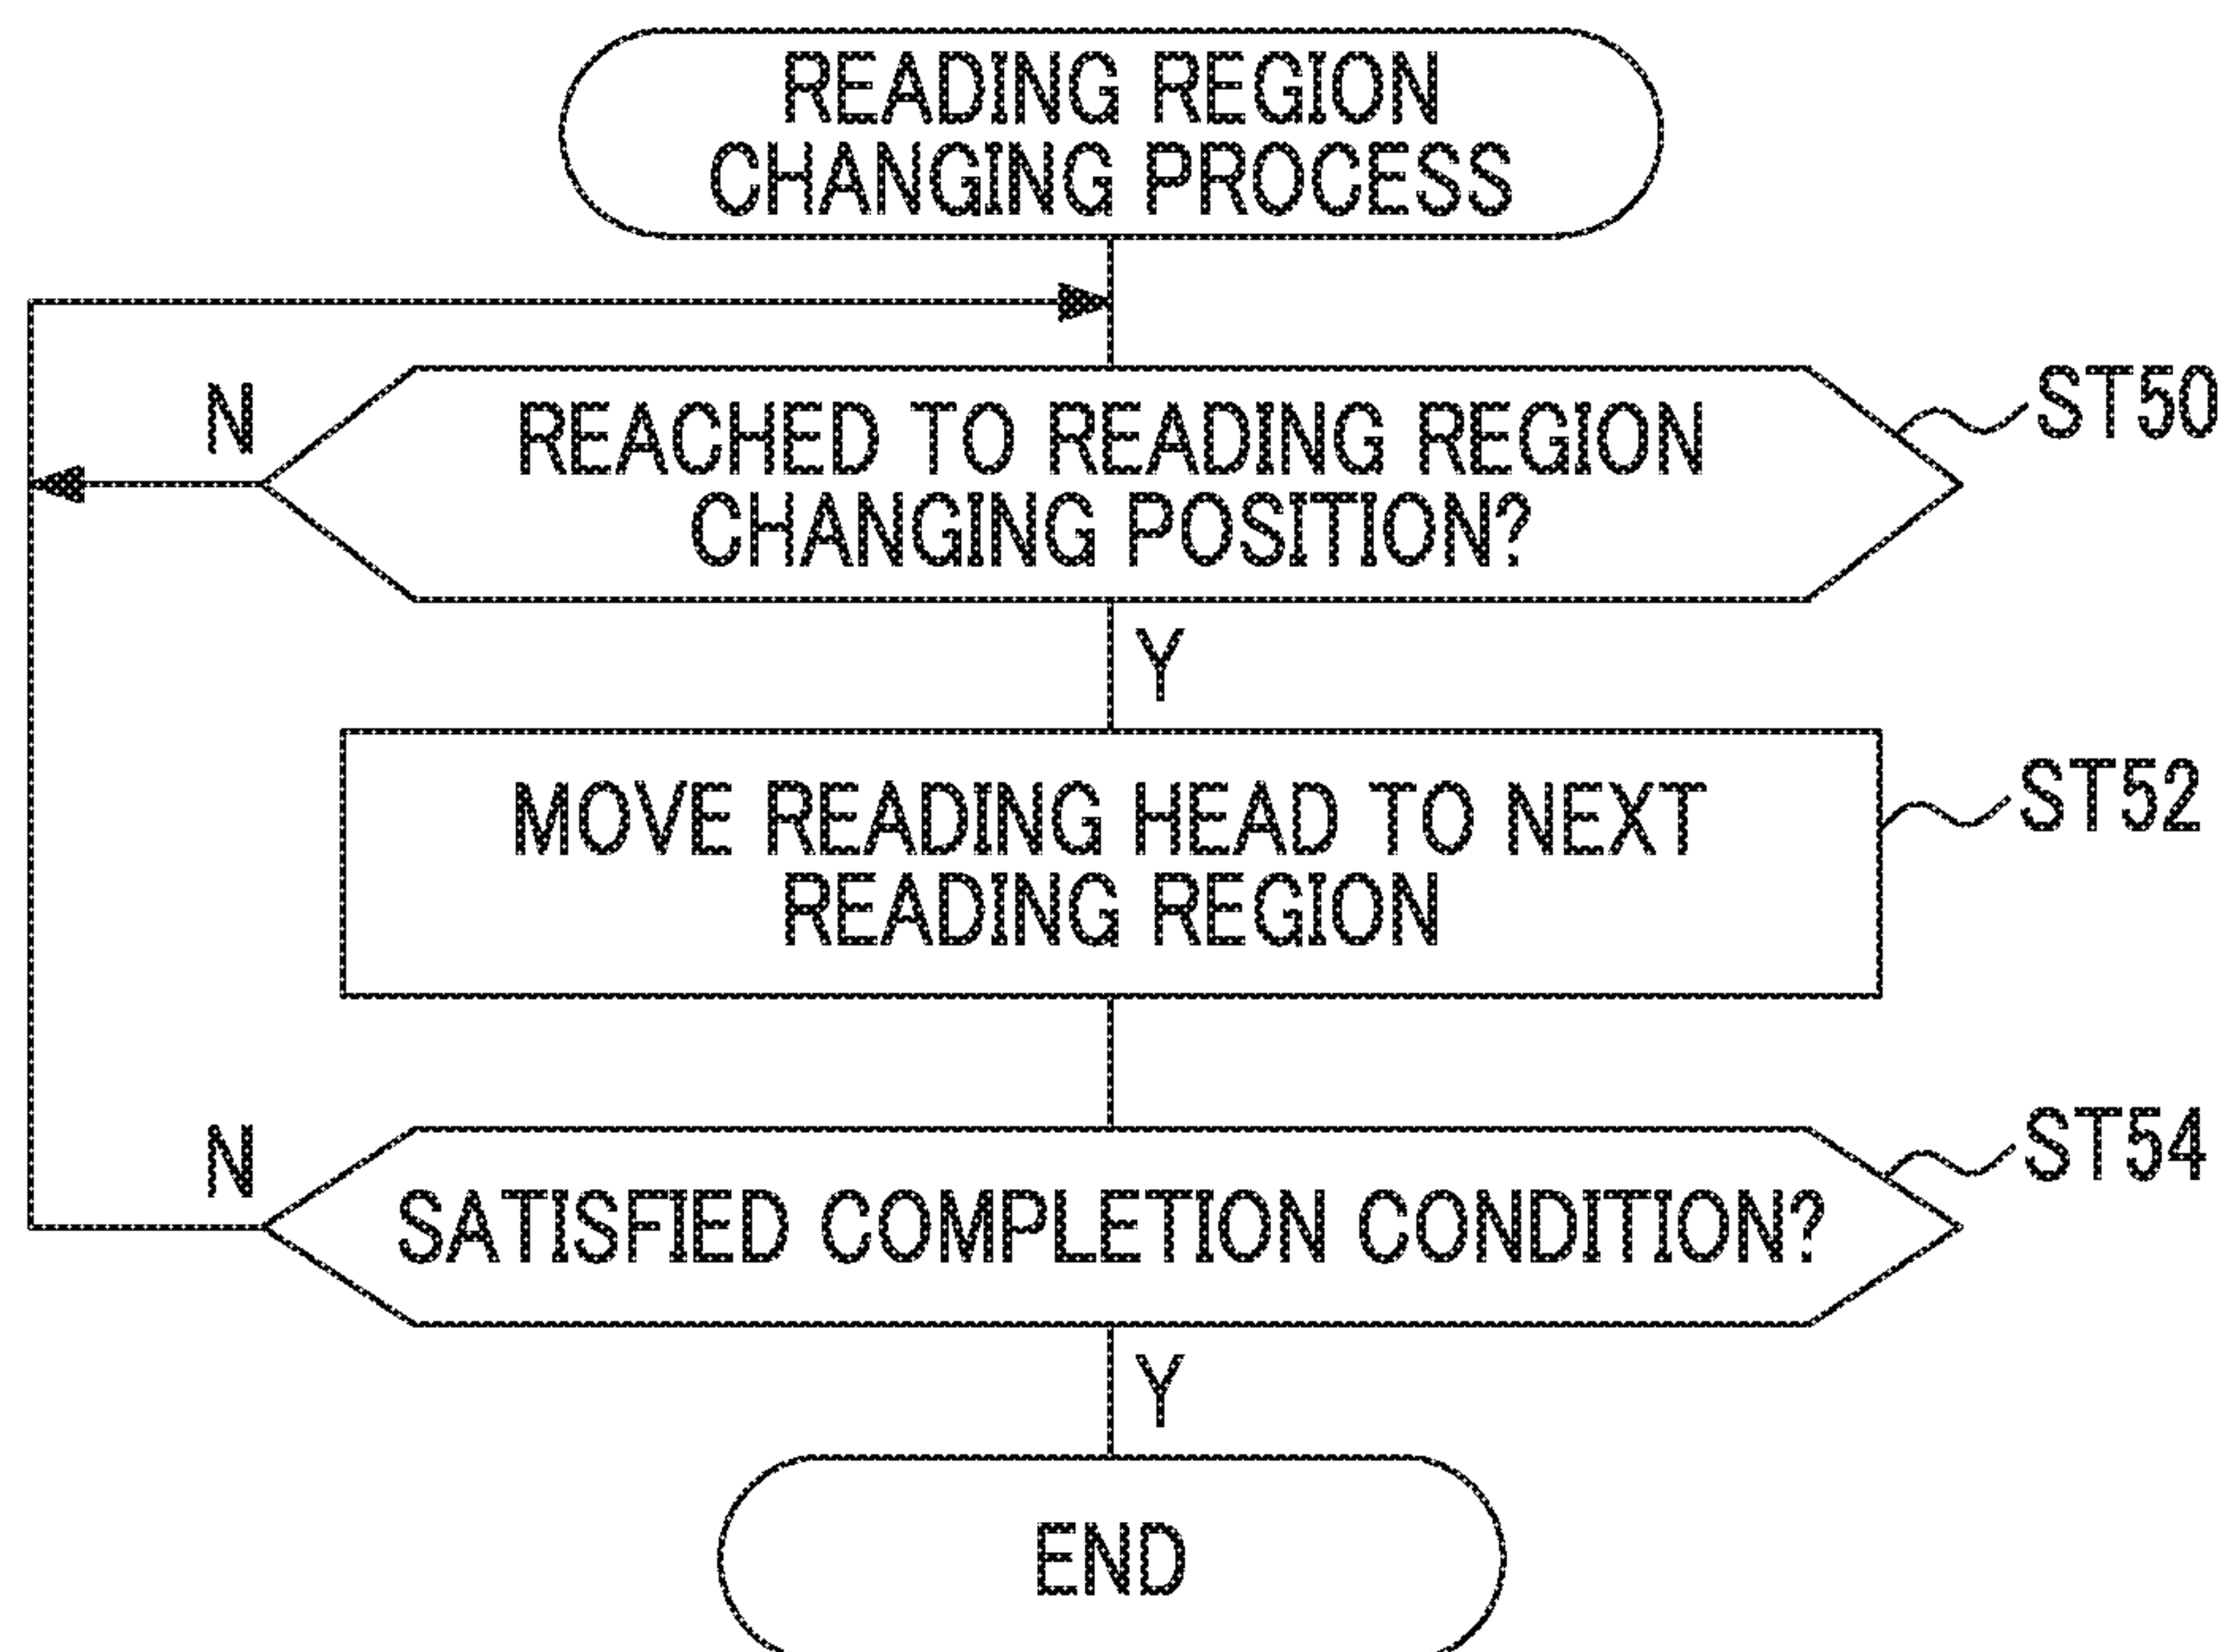 READING REGION
CHANGING PROCESS
N
REACHED TO READING REGION
CHANGING POSITION?
ST50
Y
MOVE READING HEAD TO NEXT
READING REGION
ST52
N
SATISFIED COMPLETION CONDITION?
ST54
Y
END